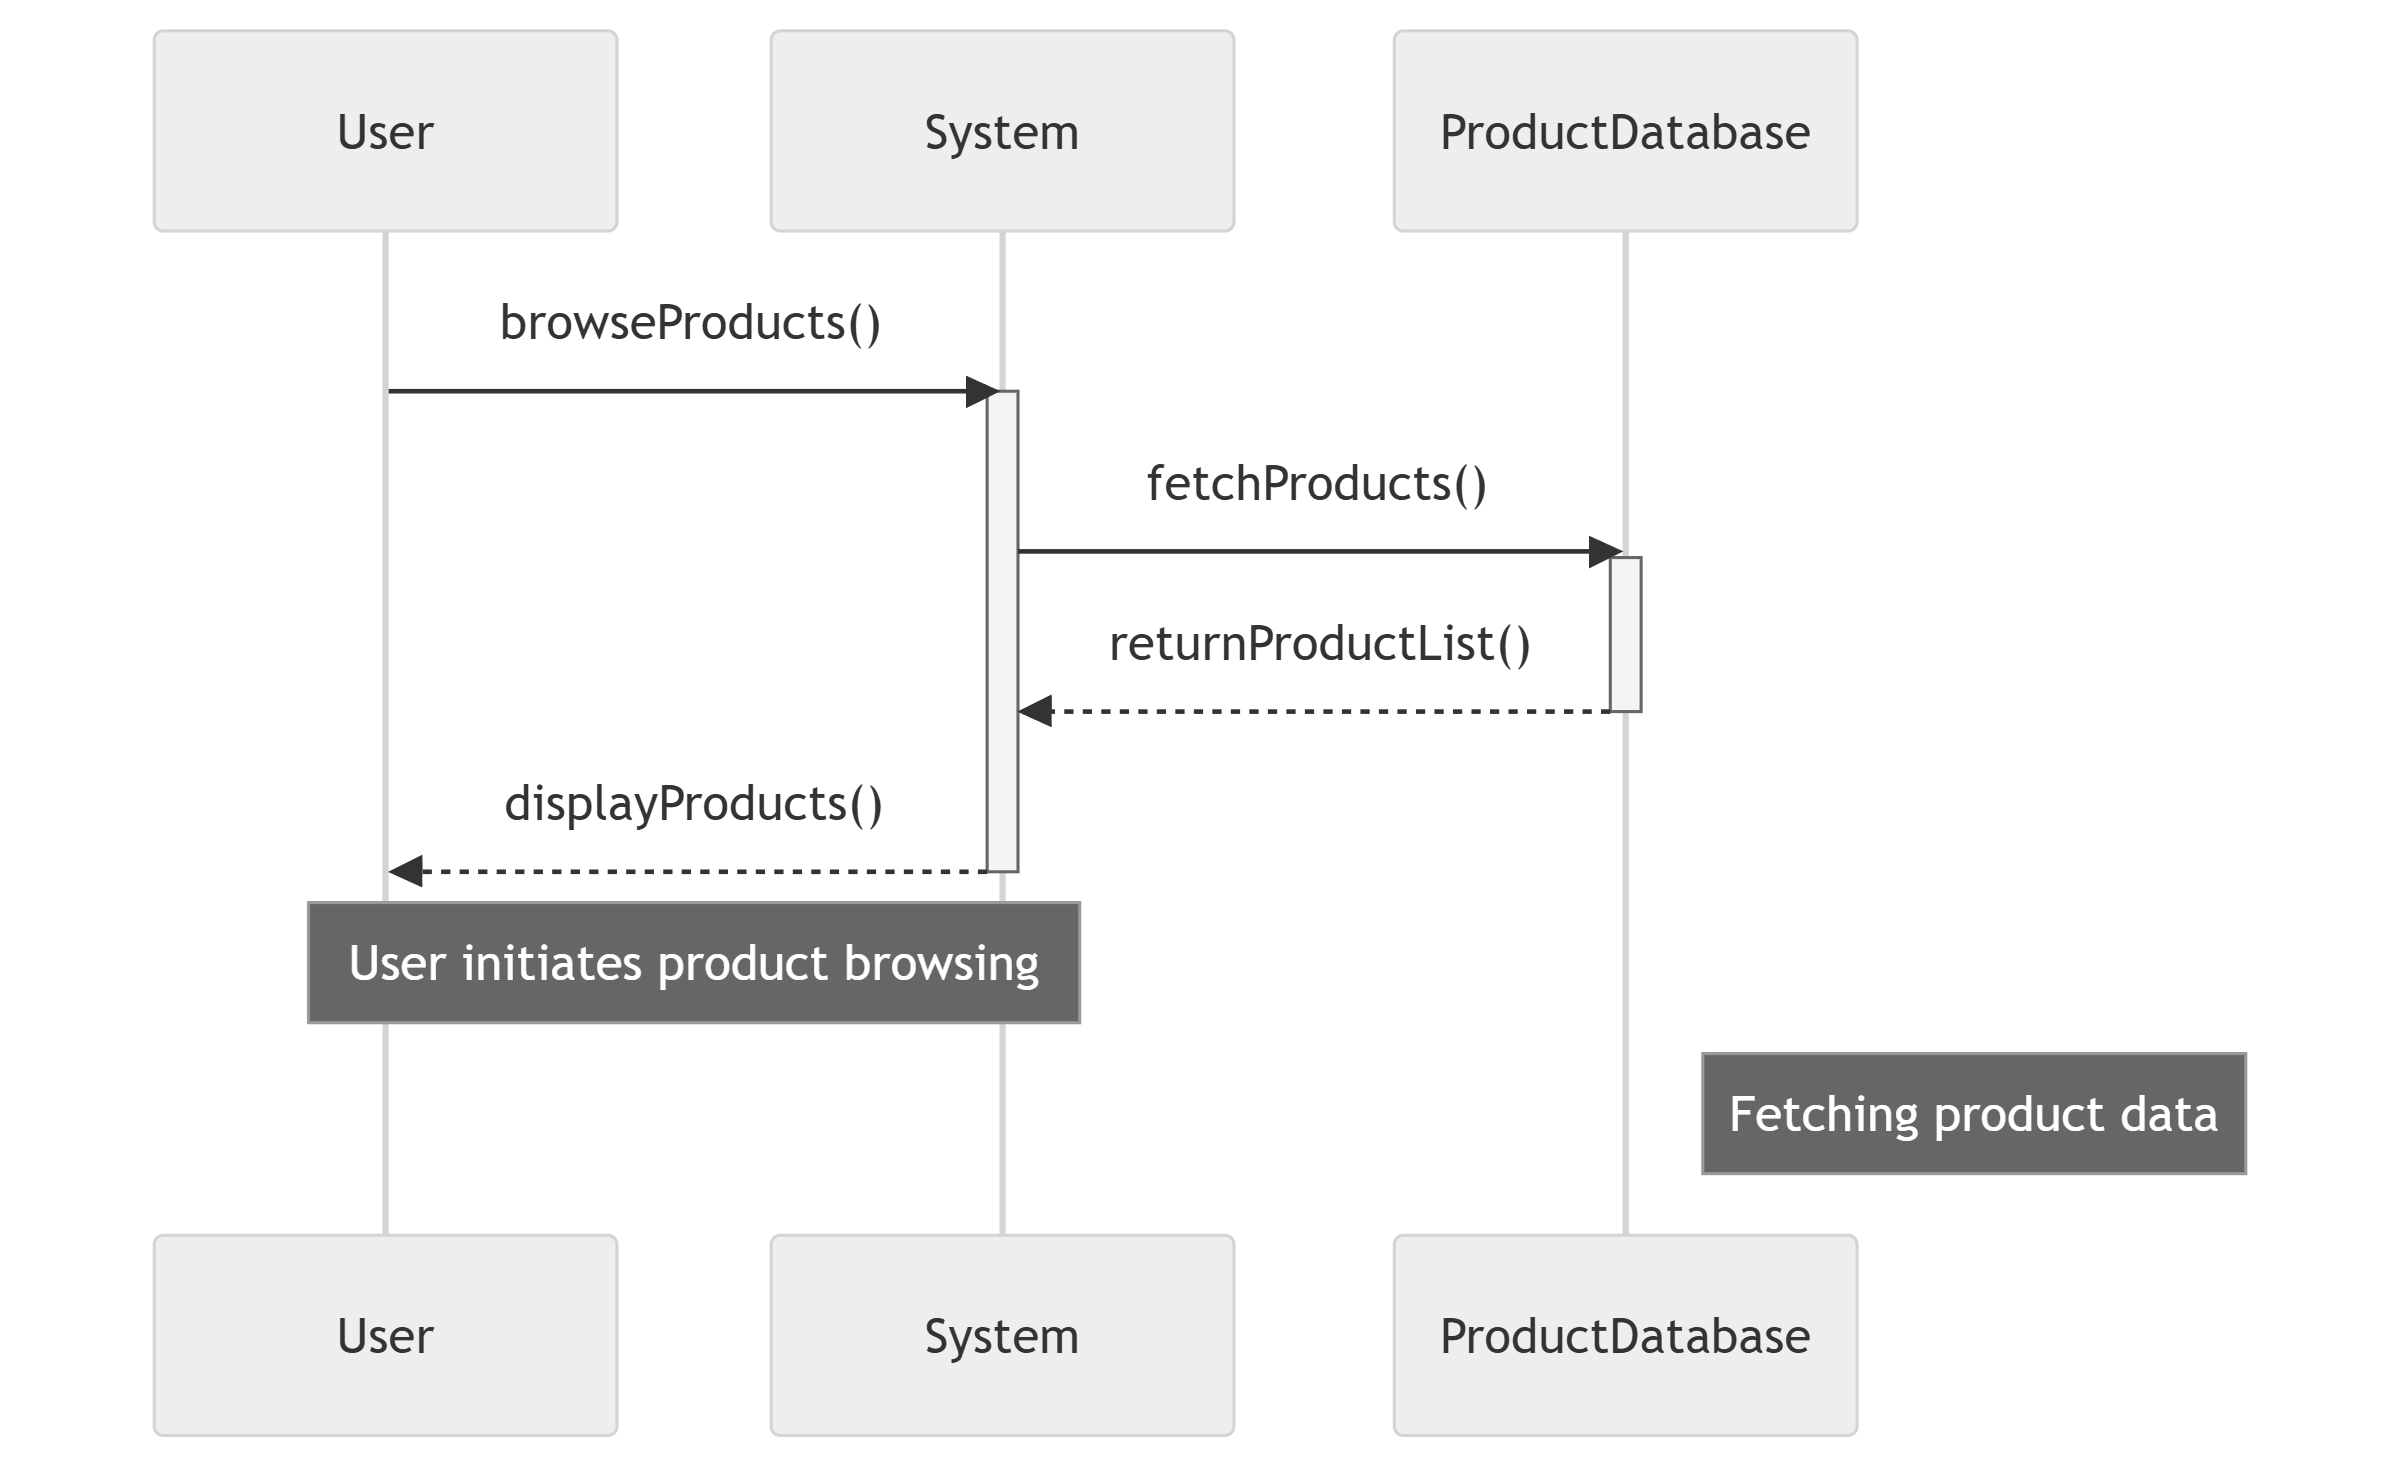 User
System
ProductDatabase
browseProducts()
fetchProducts()
returnProductList()
displayProducts()
User initiates product browsing
Fetching product data
User
System
ProductDatabase